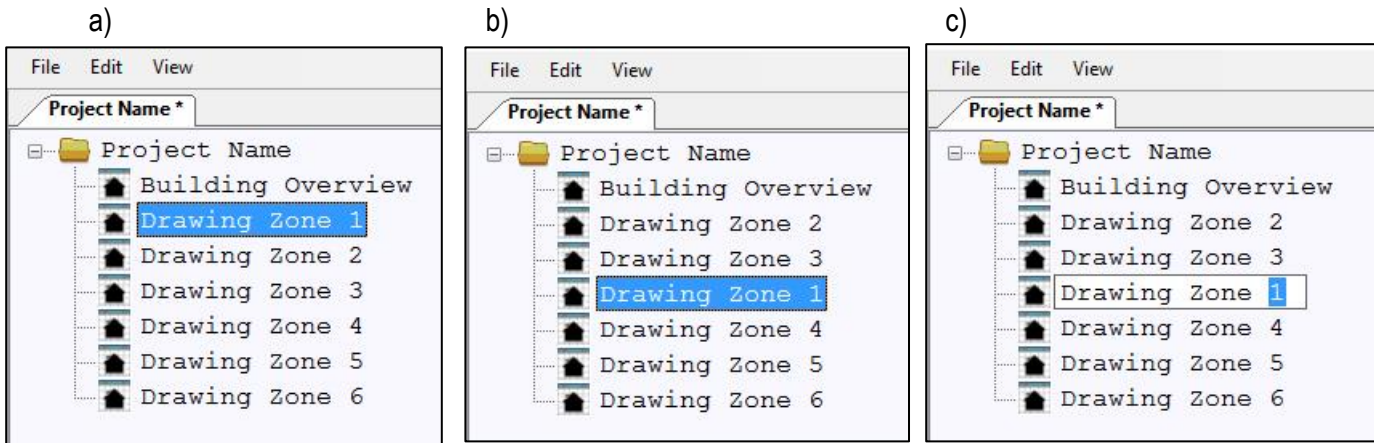 a)
File Edit View
Project Name *
Project Name
Building Overview
Drawing Zone 1
Drawing Zone 2
Drawing Zone 3
Drawing Zone 4
Drawing Zone 5
Drawing Zone 6
b)
File Edit View
Project Name *
Project Name
Building Overview
Drawing Zone 2
Drawing Zone 3
Drawing Zone 1
Drawing Zone 4
Drawing Zone 5
Drawing Zone 6
c)
File Edit View
Project Name *
Project Name
Building Overview
Drawing Zone 2
Drawing Zone 3
Drawing Zone 1
Drawing Zone 4
Drawing Zone 5
Drawing Zone 6